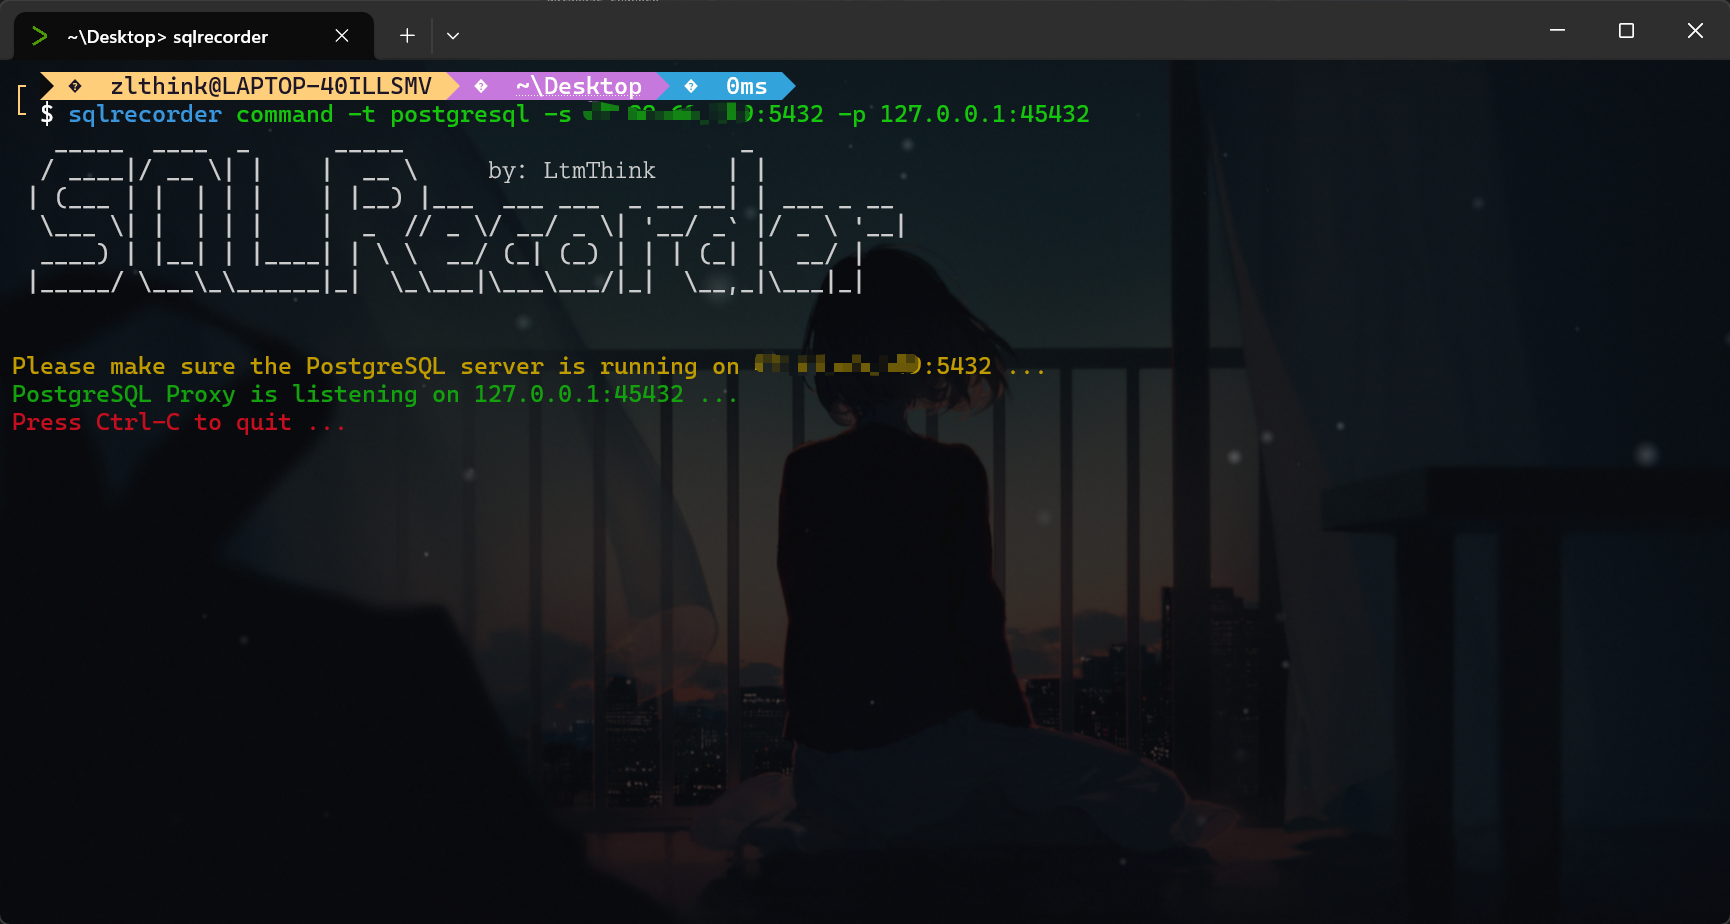 ~\Desktop> sqlrecorder
zlthink@LAPTOP-40ILLSMV ~\Desktop 0ms
$ sqlrecorder command -t postgresql -s :5432 -p 127.0.0.1:45432
SQLRecorder
by: LtmThink
Please make sure the PostgreSQL server is running on :5432 ...
PostgreSQL Proxy is listening on 127.0.0.1:45432 ...
Press Ctrl-C to quit ...